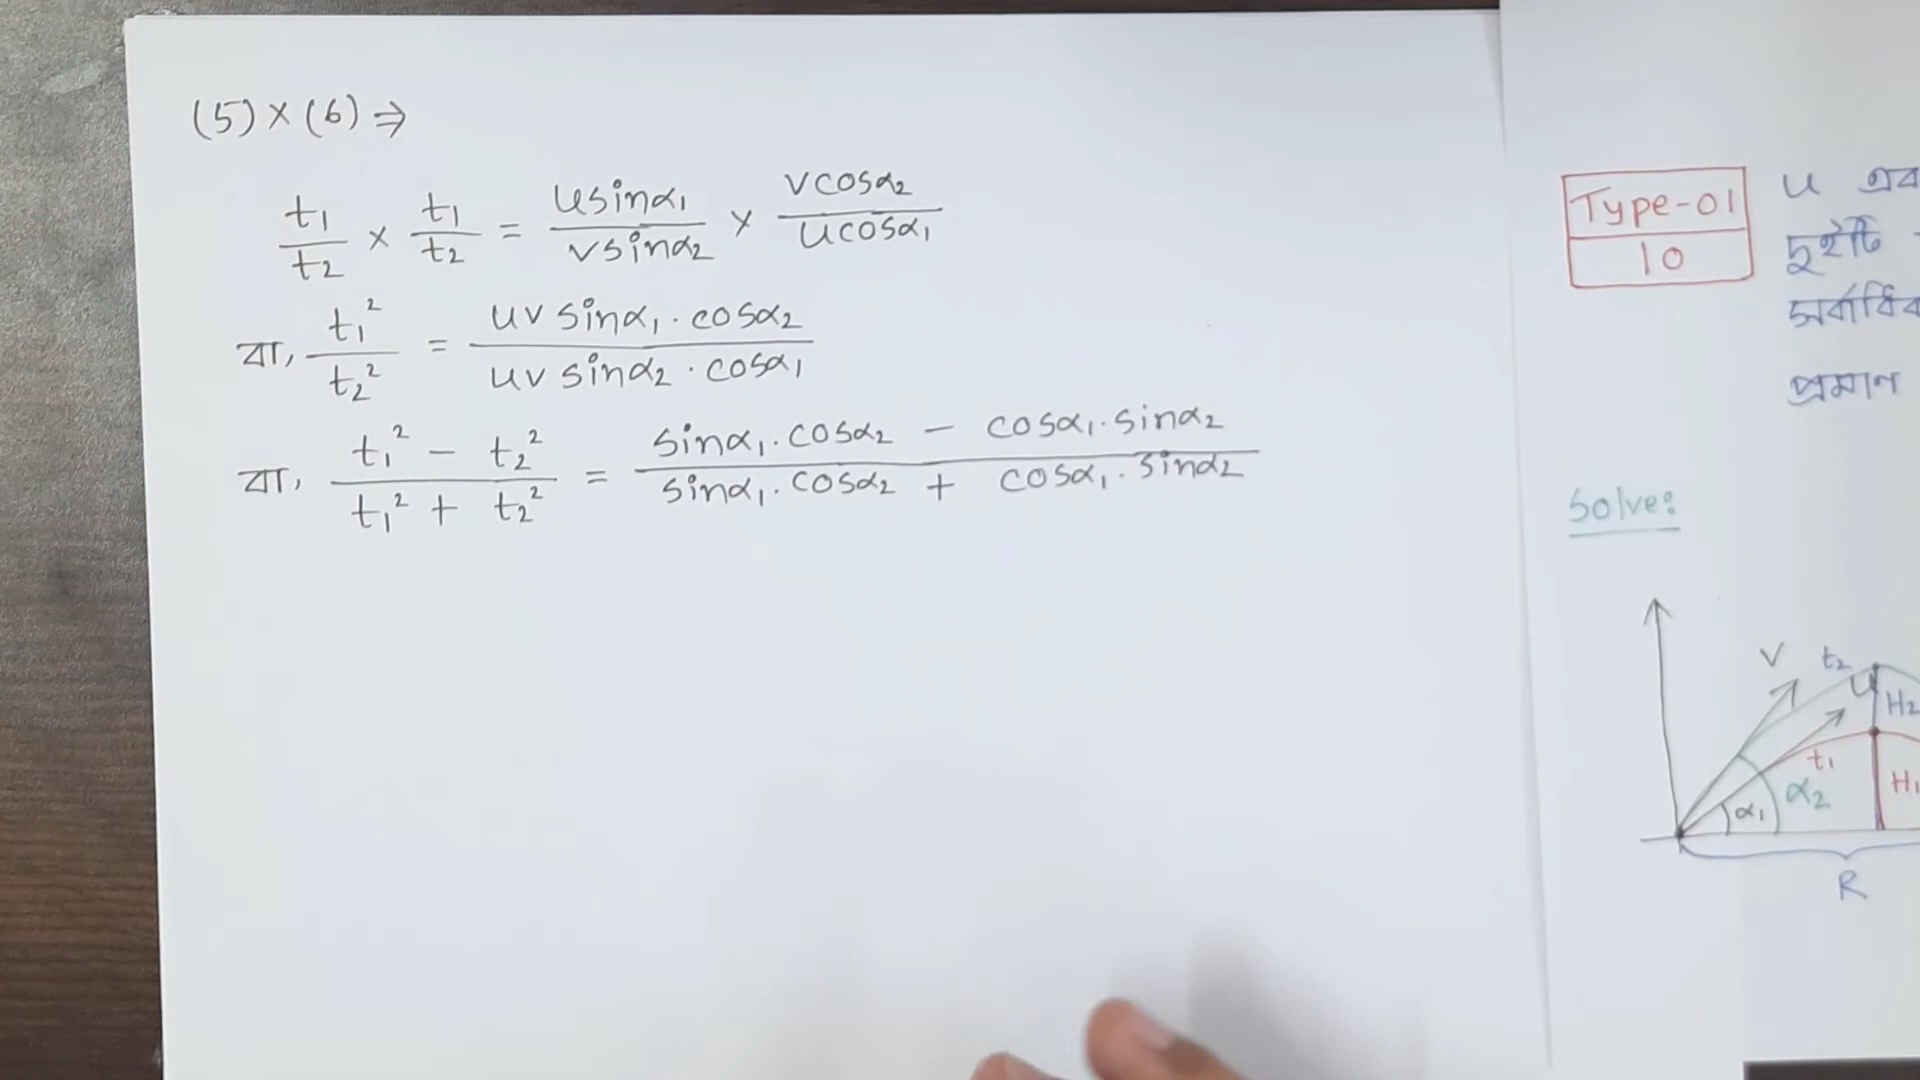 (5) × (6) ⇒
t₁/t₂ × t₁/t₂ = usinα₁/vsinα₂ × vcosα₂/ucosα₁
বা, t₁²/t₂² = uv sinα₁ · cosα₂ / uv sinα₂ · cosα₁
বা, t₁² − t₂² / t₁² + t₂² = sinα₁ · cosα₂ − cosα₁ · sinα₂ / sinα₁ · cosα₂ + cosα₁ · sinα₂
Type-01
10
u
দুইটি
প্রমাণ
Solve:
V t₂
u H₂
t₁
α₁ α₂ H₁
R